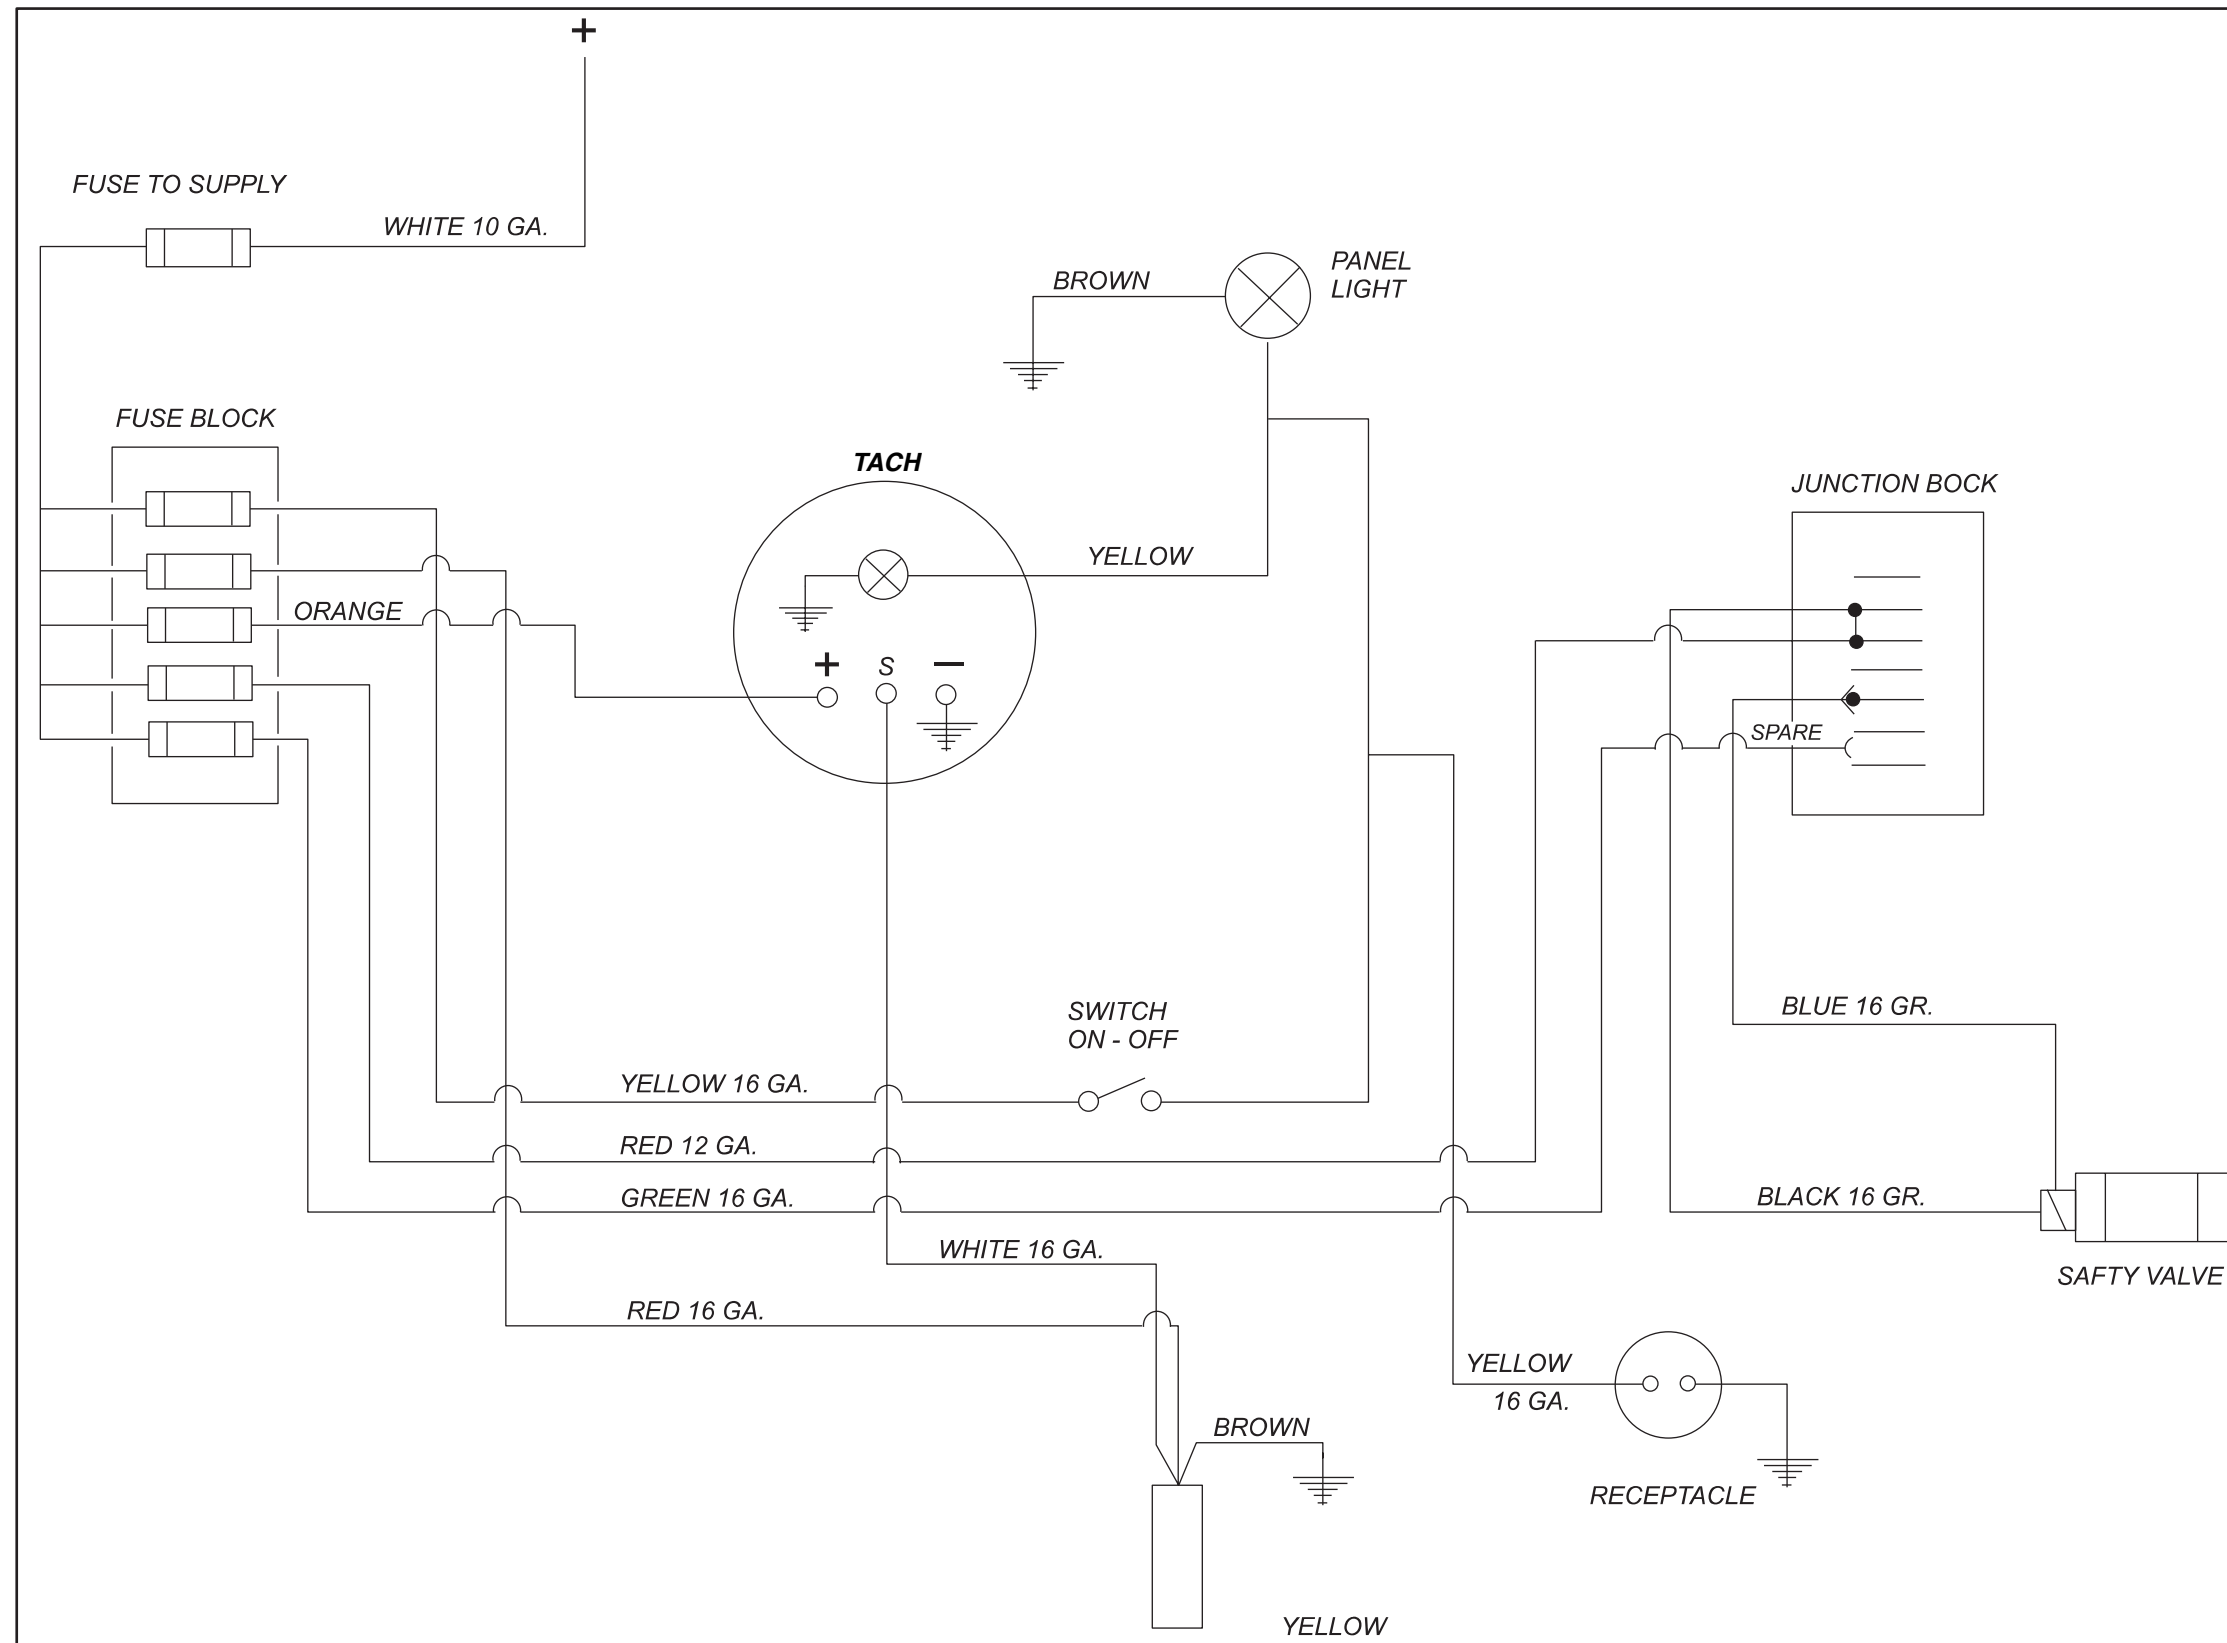 +
FUSE TO SUPPLY
WHITE 10 GA.
BROWN
PANEL
LIGHT
FUSE BLOCK
TACH
JUNCTION BOCK
YELLOW
ORANGE
+ S −
SPARE
SWITCH
ON - OFF
BLUE 16 GR.
YELLOW 16 GA.
RED 12 GA.
GREEN 16 GA.
BLACK 16 GR.
WHITE 16 GA.
SAFTY VALVE
RED 16 GA.
YELLOW
16 GA.
BROWN
RECEPTACLE
YELLOW